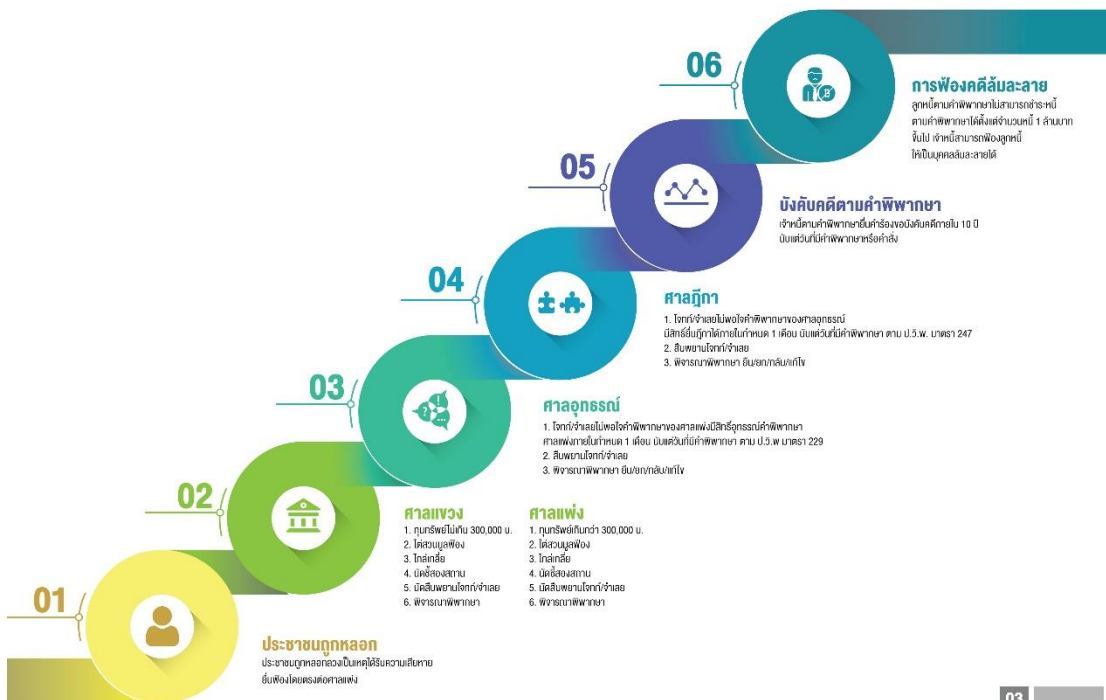 06
การฟ้องคดีล้มละลาย
ลูกหนี้ตามคำพิพากษาไม่สามารถชำระหนี้
ตามคำพิพากษาได้ตั้งแต่จำนวนหนี้ 1 ล้านบาท
ขึ้นไป เจ้าหนี้สามารถฟ้องลูกหนี้
ให้เป็นบุคคลล้มละลายได้
05
บังคับคดีตามคำพิพากษา
เจ้าหนี้ตามคำพิพากษายื่นคำร้องขอบังคับคดีภายใน 10 ปี
นับแต่วันที่มีคำพิพากษาหรือคำสั่ง
04
ศาลฎีกา
1. โจทก์/จำเลยไม่พอใจคำพิพากษาของศาลอุทธรณ์
มีสิทธิ์ยื่นฎีกาได้ภายในกำหนด 1 เดือน นับแต่วันที่มีคำพิพากษา ตาม ป.วิ.พ. มาตรา 247
2. สืบพยานโจทก์/จำเลย
3. พิจารณาพิพากษา ยืน/ยก/กลับ/แก้ไข
03
ศาลอุทธรณ์
1. โจทก์/จำเลยไม่พอใจคำพิพากษาของศาลแพ่งมีสิทธิ์อุทธรณ์คำพิพากษา
ศาลแพ่งภายในกำหนด 1 เดือน นับแต่วันที่มีคำพิพากษา ตาม ป.วิ.พ มาตรา 229
2. สืบพยานโจทก์/จำเลย
3. พิจารณาพิพากษา ยืน/ยก/กลับ/แก้ไข
02
ศาลแขวง
1. ทุนทรัพย์ไม่เกิน 300,000 บ.
2. ไต่สวนมูลฟ้อง
3. ไกล่เกลี่ย
4. นัดชี้สองสถาน
5. นัดสืบพยานโจทก์/จำเลย
6. พิจารณาพิพากษา
ศาลแพ่ง
1. ทุนทรัพย์เกินกว่า 300,000 บ.
2. ไต่สวนมูลฟ้อง
3. ไกล่เกลี่ย
4. นัดชี้สองสถาน
5. นัดสืบพยานโจทก์/จำเลย
6. พิจารณาพิพากษา
01
ประชาชนถูกหลอก
ประชาชนถูกหลอกลวงเป็นเหตุได้รับความเสียหาย
ยื่นฟ้องโดยตรงต่อศาลแพ่ง
03